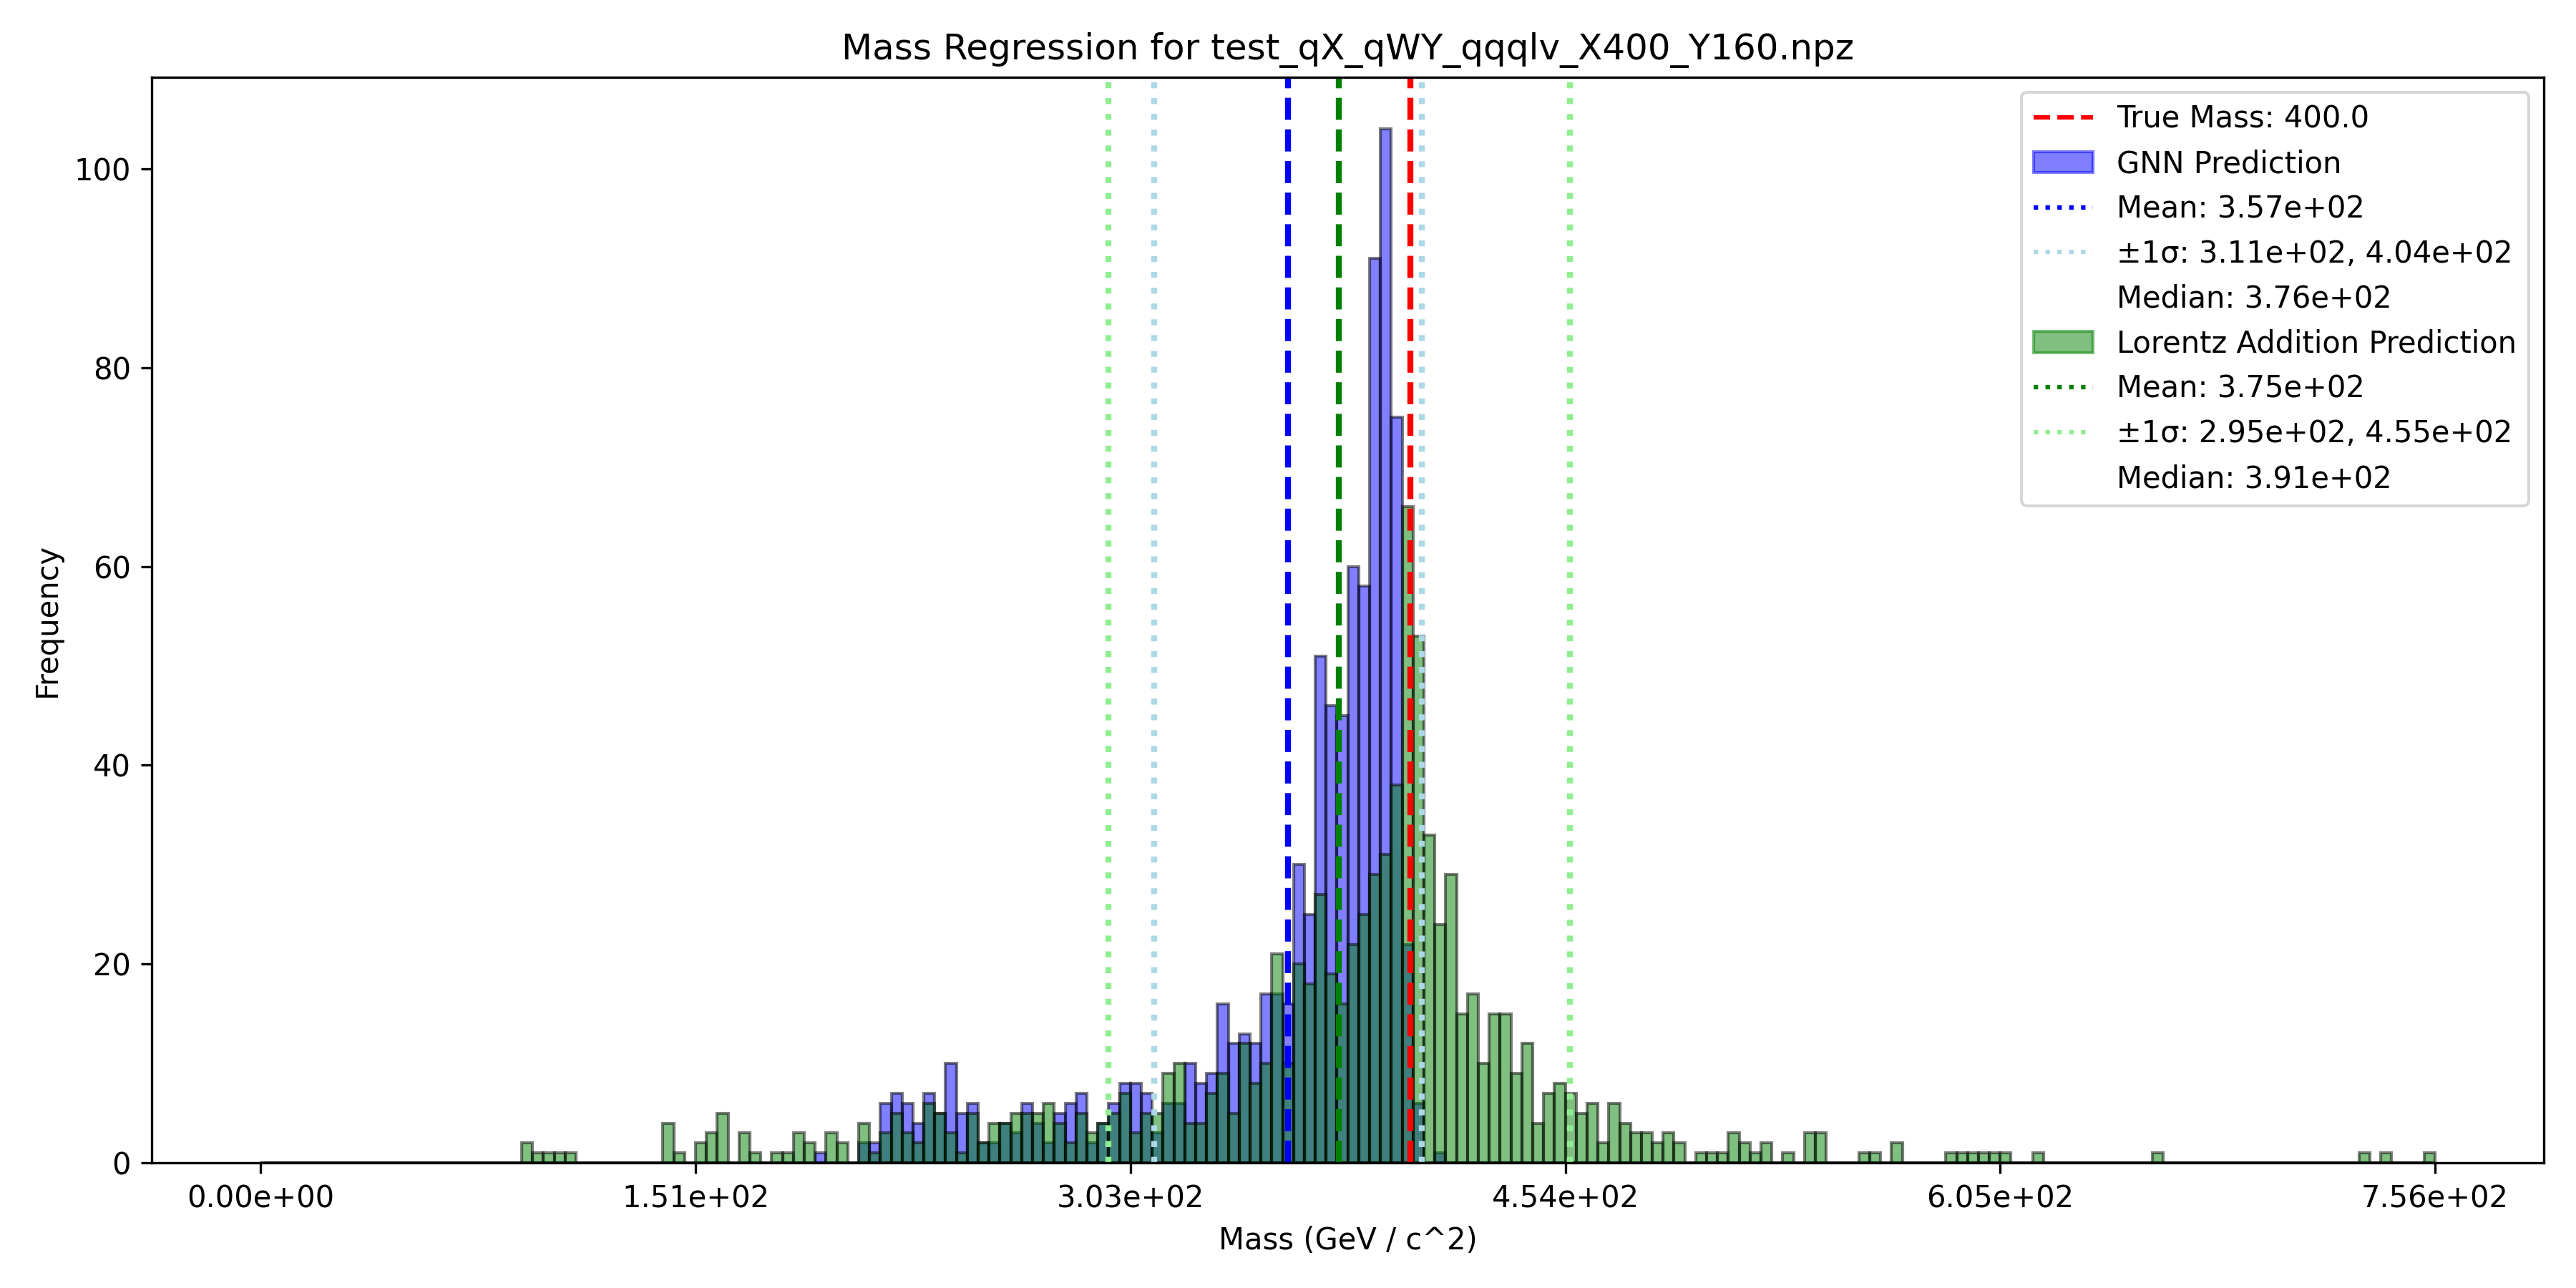 Mass Regression for test_qX_qWY_qqqlv_X400_Y160.npz
True Mass: 400.0
GNN Prediction
Mean: 3.57e+02
±1σ: 3.11e+02, 4.04e+02
Median: 3.76e+02
Lorentz Addition Prediction
Mean: 3.75e+02
±1σ: 2.95e+02, 4.55e+02
Median: 3.91e+02
Frequency
100
80
60
40
20
0
0.00e+00 1.51e+02 3.03e+02 4.54e+02 6.05e+02 7.56e+02
Mass (GeV / c^2)